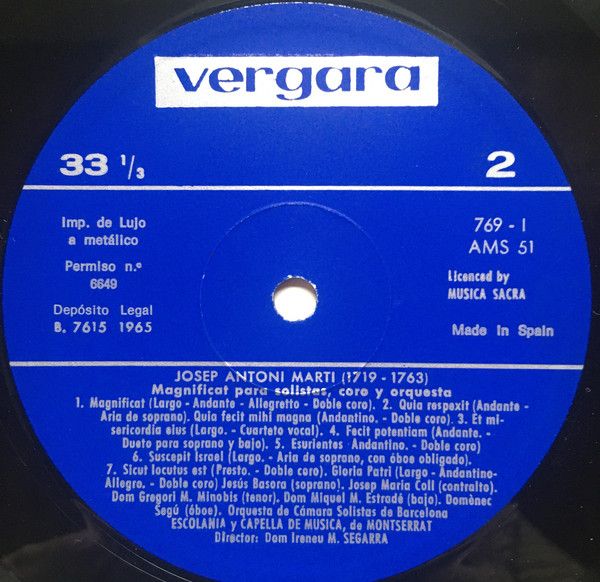 vergara
33 1/3
2
Imp. de Lujo
a metálico
Permiso n.º
6649
Depósito Legal
B. 7615 1965
769 - I
AMS 51
Licenced by
MUSICA SACRA
Made in Spain
JOSEP ANTONI MARTI (1719 - 1763)
Magnificat para solistas, coro y orquesta
1. Magnificat (Largo - Andante - Allegretto - Doble coro). 2. Quia respexit (Andante -
Aria de soprano). Quia fecit mihi magna (Andantino. - Doble coro). 3. Et mi-
sericordia eius (Largo. - Cuarteto vocal). 4. Fecit potentiam (Andante. -
Dueto para soprano y bajo). 5. Esurientes Andantino. - Doble coro)
6. Suscepit Israel (Largo. - Aria de soprano, con óboe obligado).
7. Sicut locutus est (Presto. - Doble coro). Gloria Patri (Largo - Andantino-
Allegro. - Doble coro) Jesús Basora (soprano). Josep Maria Coll (contralto).
Dom Gregori M. Minobis (tenor). Dom Miquel M. Estradé (bajo). Domènec
Segú (óboe). Orquesta de Cámara Solistas de Barcelona
ESCOLANIA y CAPELLA DE MUSICA, de MONTSERRAT
Director: Dom Ireneu M. SEGARRA